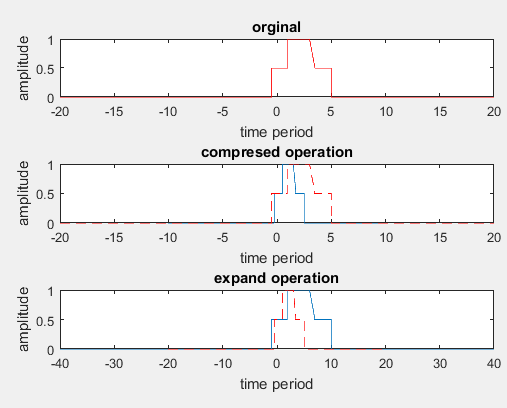 orginal
1
0.5
0
amplitude
-20 -15 -10 -5 0 5 10 15 20
time period
compresed operation
1
0.5
0
amplitude
-20 -15 -10 -5 0 5 10 15 20
time period
expand operation
1
0.5
0
amplitude
-40 -30 -20 -10 0 10 20 30 40
time period